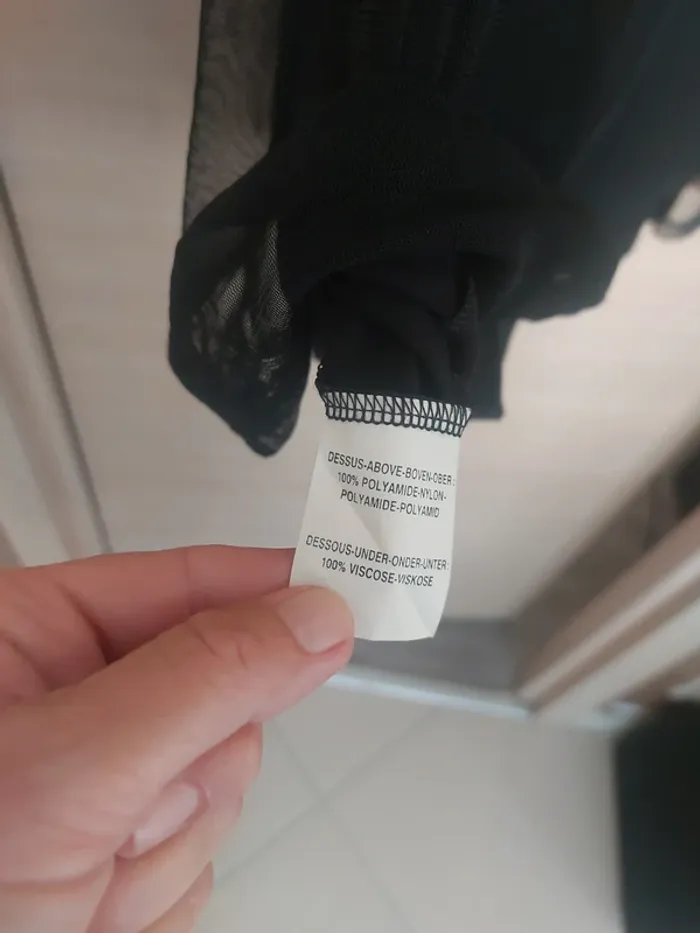 DESSUS-ABOVE-BOVEN-OBER :
100% POLYAMIDE-NYLON-
POLYAMIDE-POLYAMID
DESSOUS-UNDER-ONDER-UNTER :
100% VISCOSE-VISKOSE